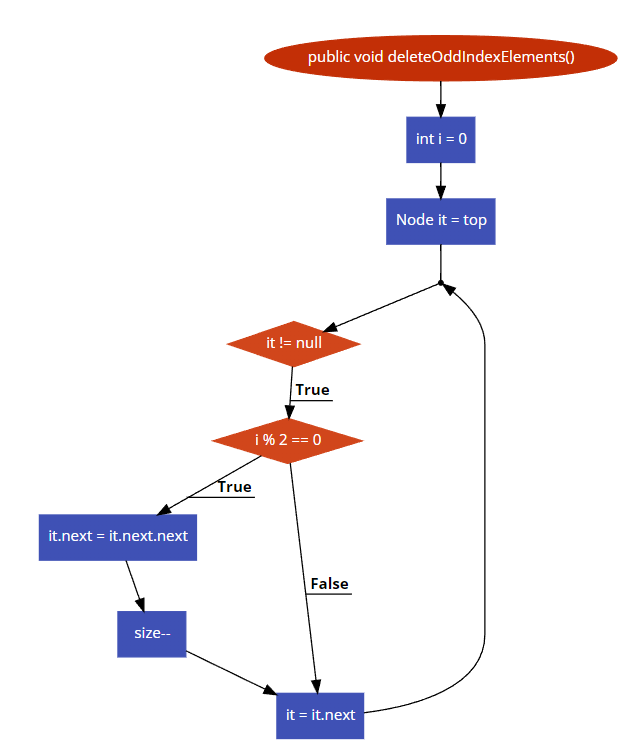 public void deleteOddIndexElements()
int i = 0
Node it = top
it != null
True
i % 2 == 0
True
it.next = it.next.next
False
size--
it = it.next